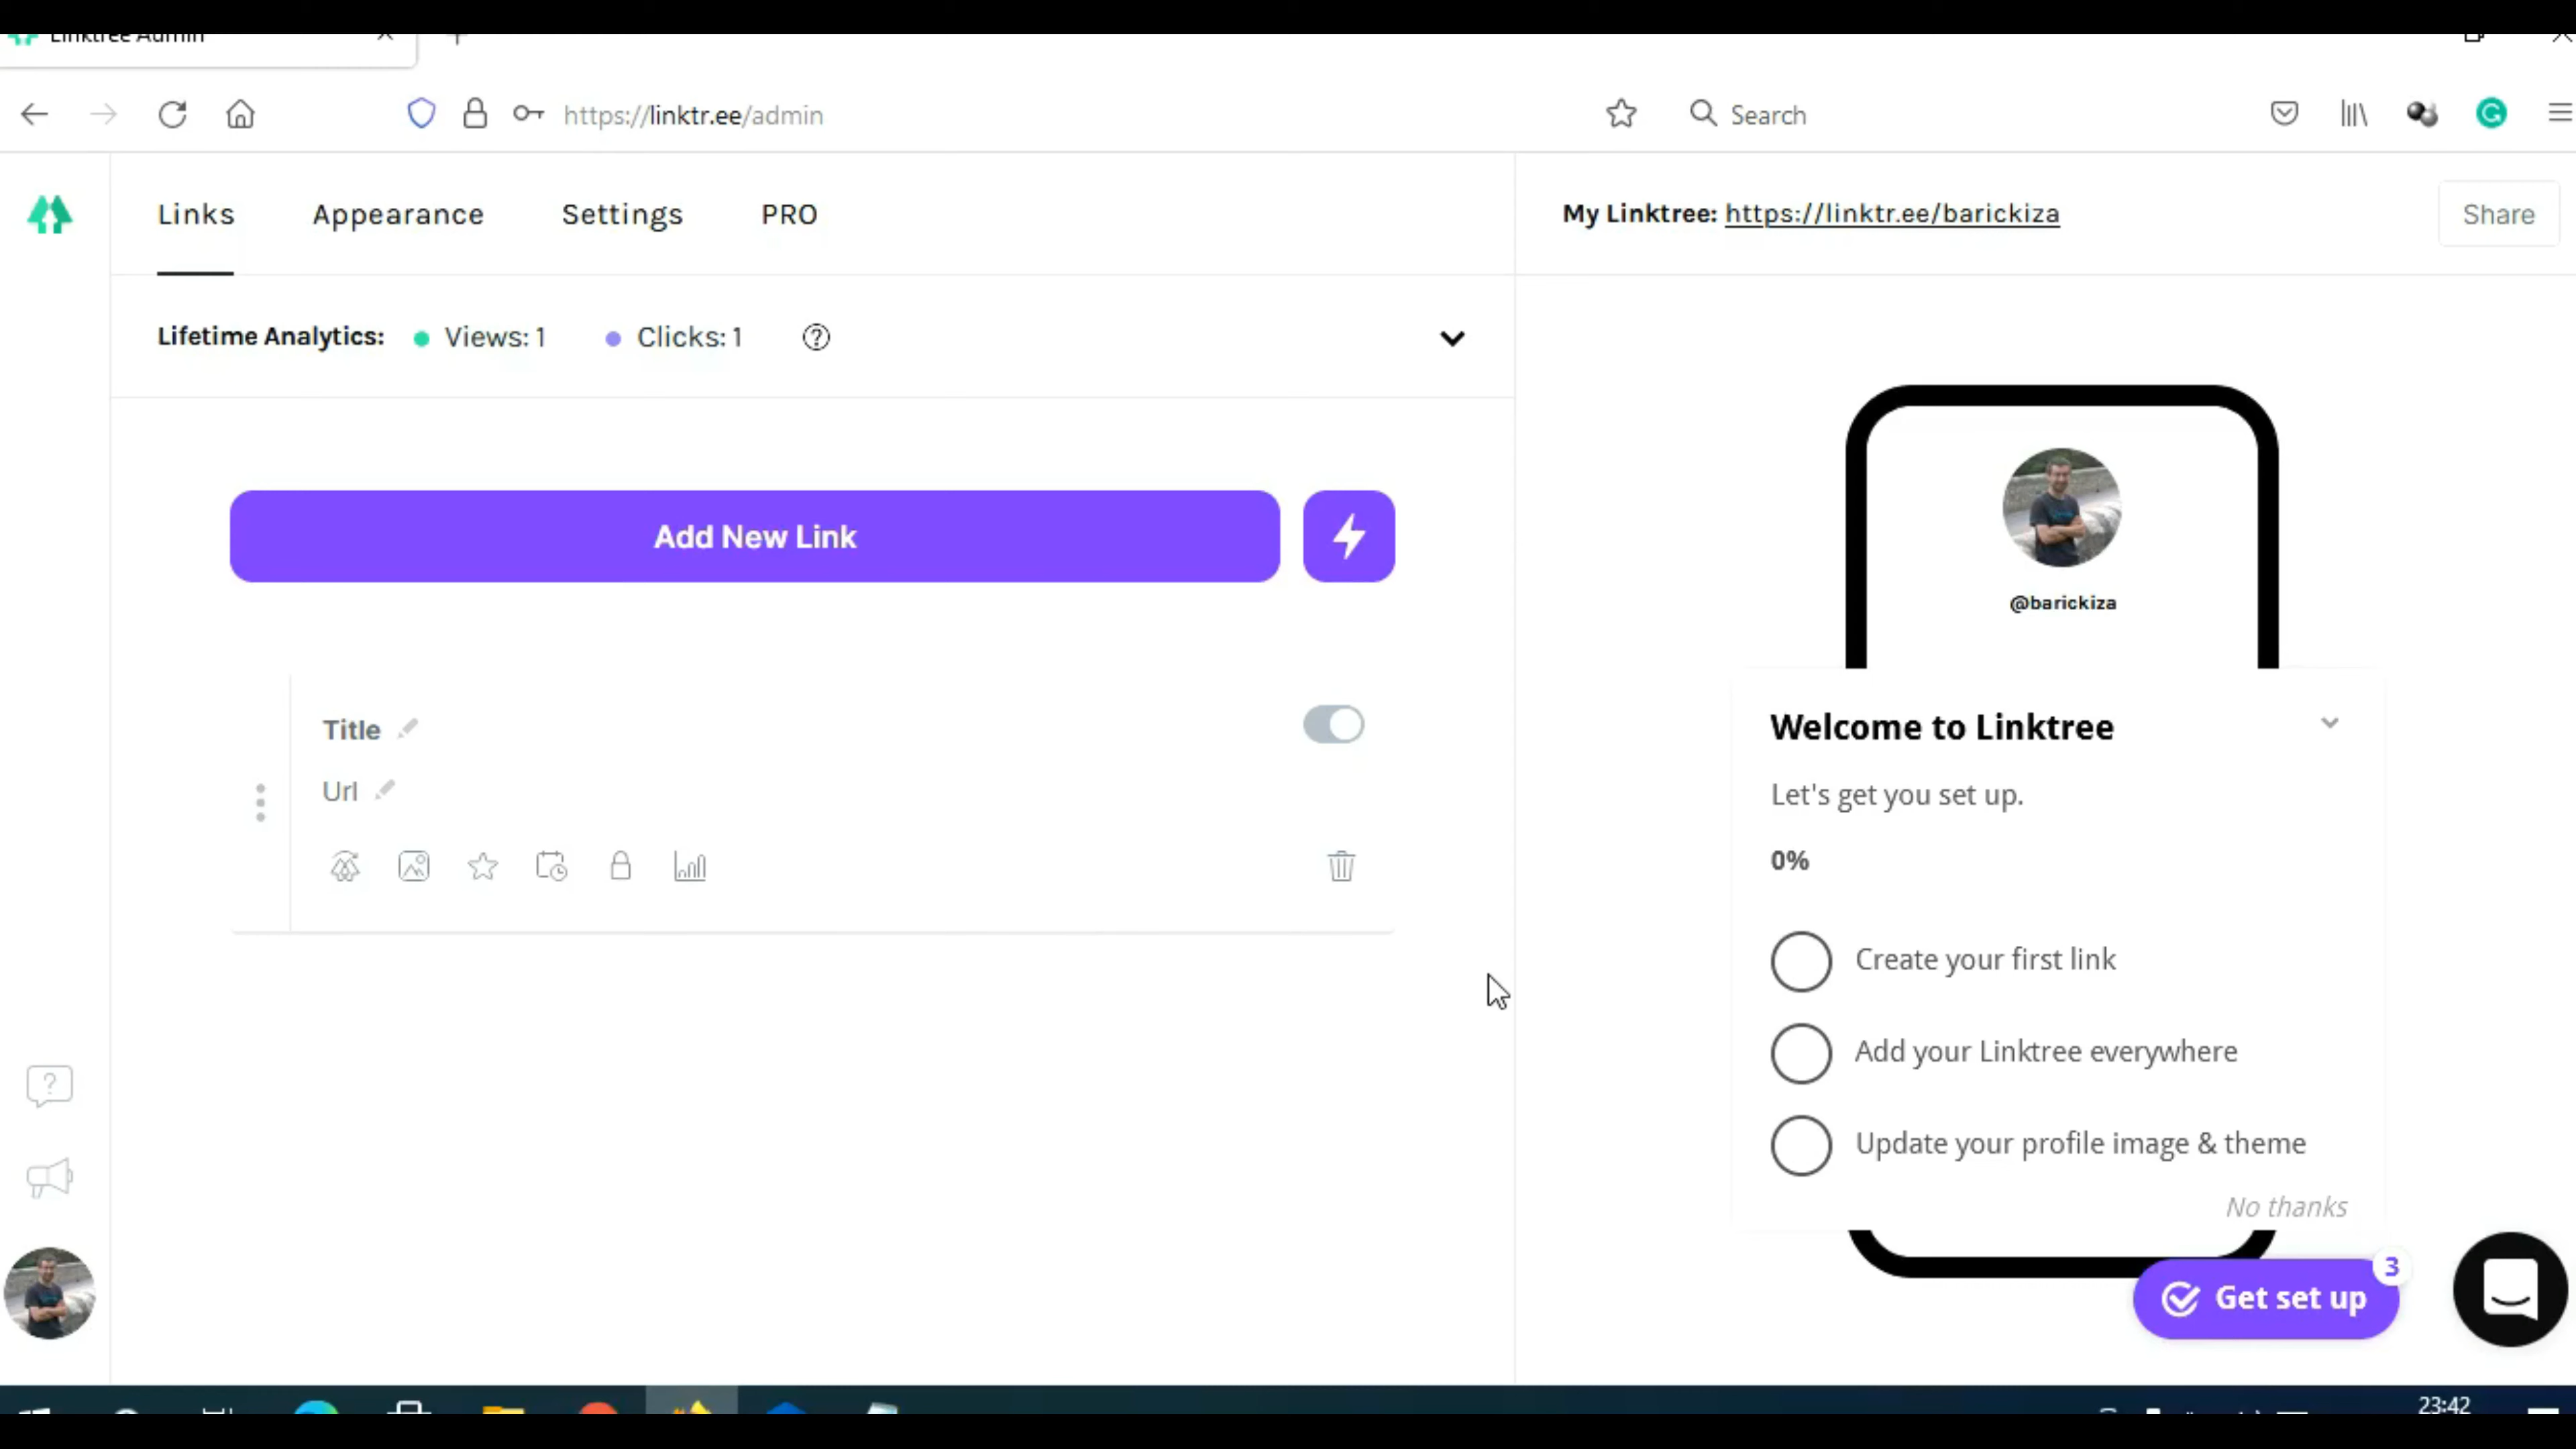 Linktree Admin
https://linktr.ee/admin
Search
Links
Appearance
Settings
PRO
My Linktree: https://linktr.ee/barickiza
Share
Lifetime Analytics:
Views: 1
Clicks: 1
Add New Link
@barickiza
Title
Url
Welcome to Linktree
Let's get you set up.
0%
Create your first link
Add your Linktree everywhere
Update your profile image & theme
No thanks
3
Get set up
23:42